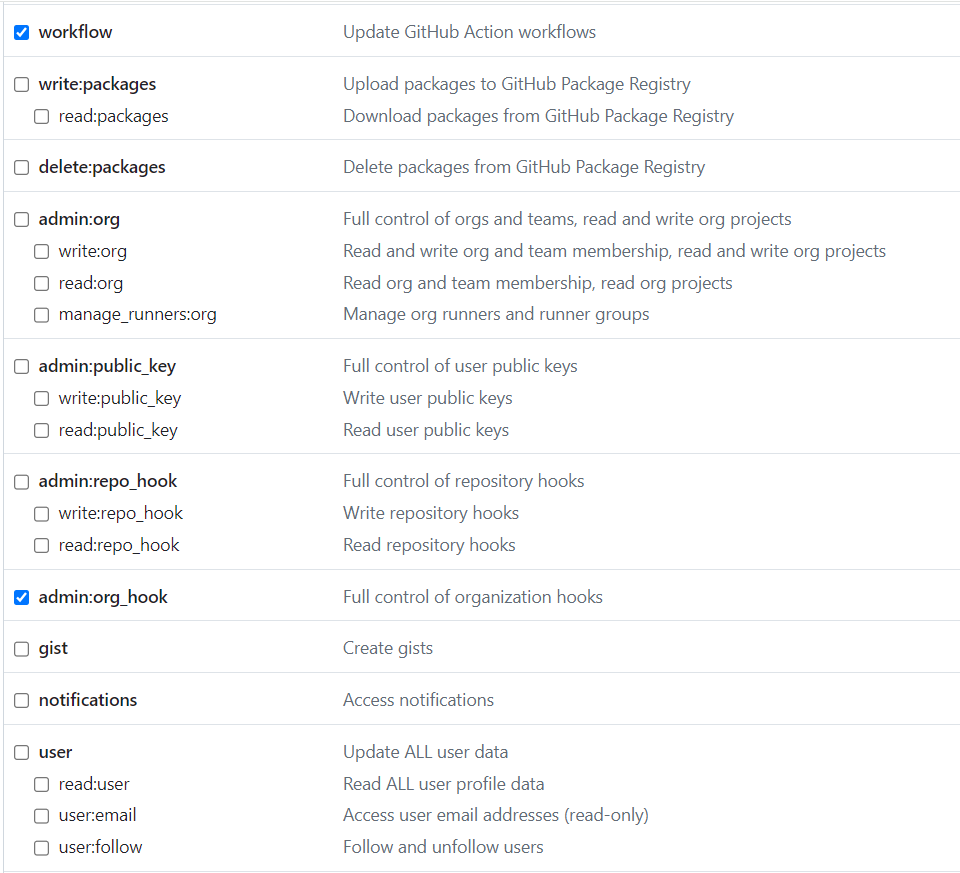 workflow Update GitHub Action workflows
write:packages Upload packages to GitHub Package Registry
read:packages Download packages from GitHub Package Registry
delete:packages Delete packages from GitHub Package Registry
admin:org Full control of orgs and teams, read and write org projects
write:org Read and write org and team membership, read and write org projects
read:org Read org and team membership, read org projects
manage_runners:org Manage org runners and runner groups
admin:public_key Full control of user public keys
write:public_key Write user public keys
read:public_key Read user public keys
admin:repo_hook Full control of repository hooks
write:repo_hook Write repository hooks
read:repo_hook Read repository hooks
admin:org_hook Full control of organization hooks
gist Create gists
notifications Access notifications
user Update ALL user data
read:user Read ALL user profile data
user:email Access user email addresses (read-only)
user:follow Follow and unfollow users